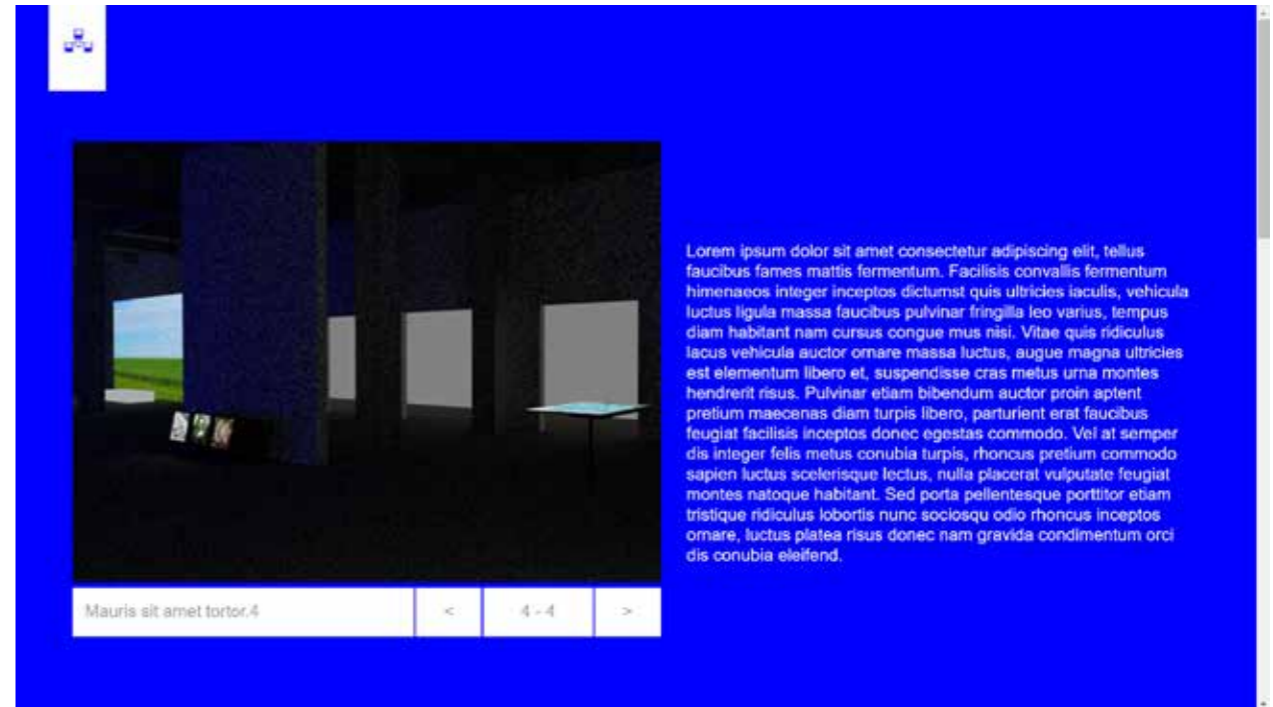 Lorem ipsum dolor sit amet consectetur adipiscing elit, tellus
faucibus fames mattis fermentum. Facilisis convallis fermentum
himenaeos integer inceptos dictumst quis ultricies iaculis, vehicula
luctus ligula massa faucibus pulvinar fringilla leo varius, tempus
diam habitant nam cursus congue mus nisi. Vitae quis ridiculus
lacus vehicula auctor ornare massa luctus, augue magna ultricies
est elementum libero et, suspendisse cras metus urna montes
hendrerit risus. Pulvinar etiam bibendum auctor proin aptent
pretium maecenas diam turpis libero, parturient erat faucibus
feugiat facilisis inceptos donec egestas commodo. Vel at semper
dis integer felis metus conubia turpis, rhoncus pretium commodo
sapien luctus scelerisque lectus, nulla placerat vulputate feugiat
montes natoque habitant. Sed porta pellentesque porttitor etiam
tristique ridiculus lobortis nunc sociosqu odio rhoncus inceptos
ornare, luctus platea risus donec nam gravida condimentum orci
dis conubia eleifend.
Mauris sit amet tortor.4 < 4 - 4 >